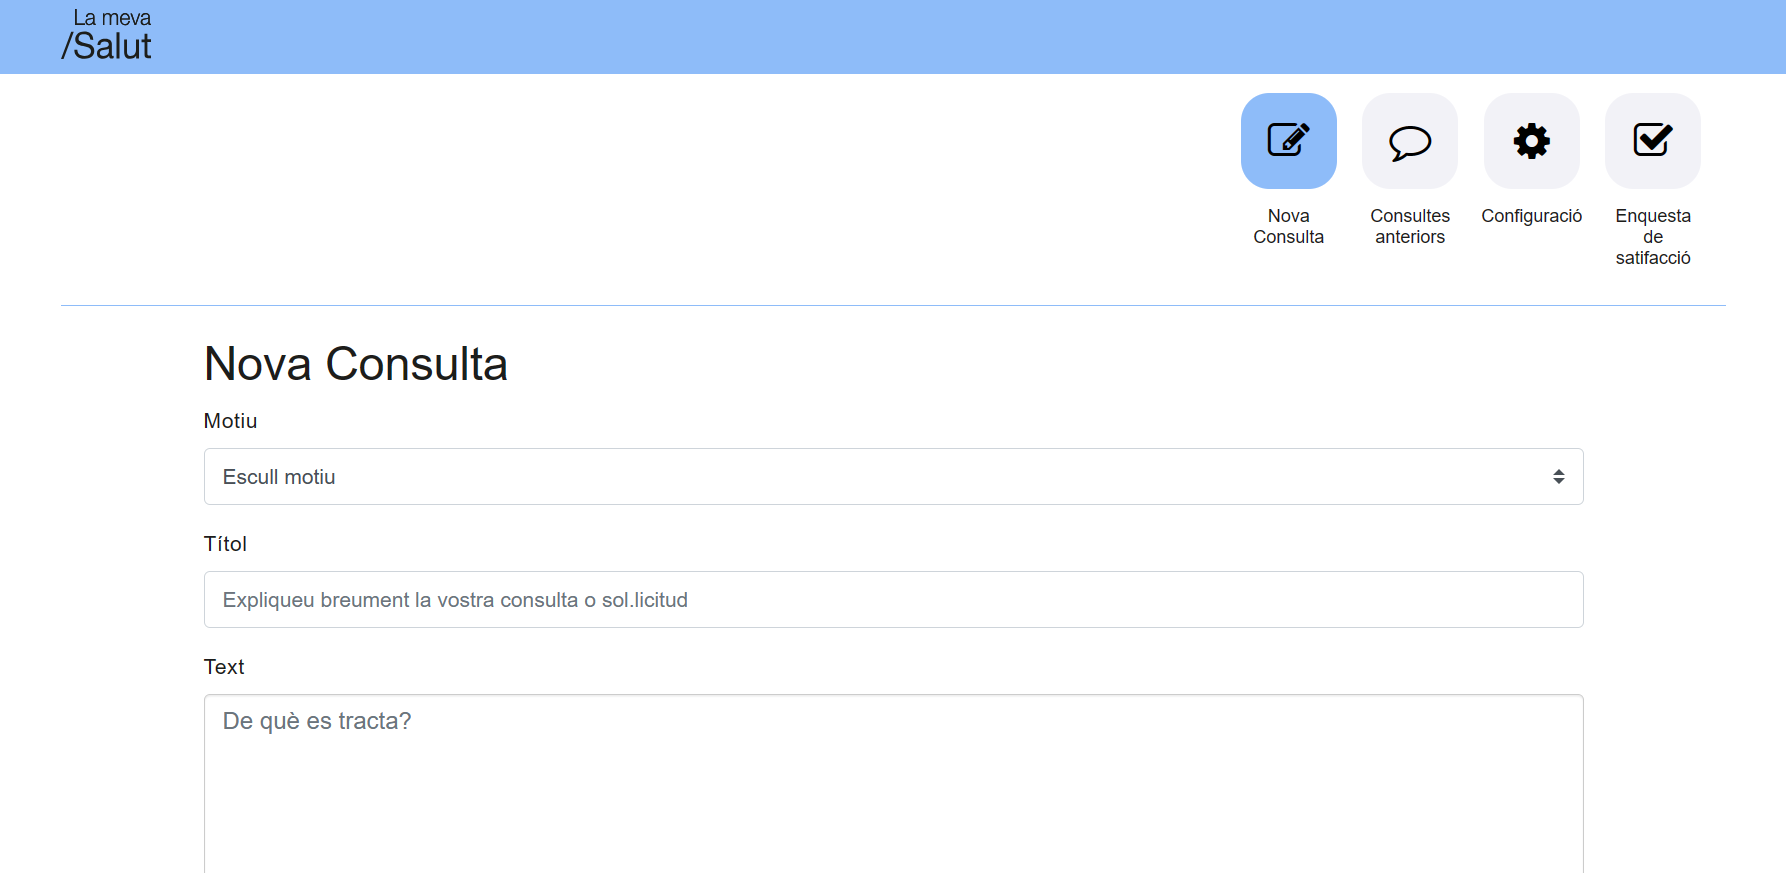 La meva
/Salut
Nova
Consulta
Consultes
anteriors
Configuració
Enquesta
de
satifacció
Nova Consulta
Motiu
Escull motiu
Títol
Expliqueu breument la vostra consulta o sol.licitud
Text
De què es tracta?